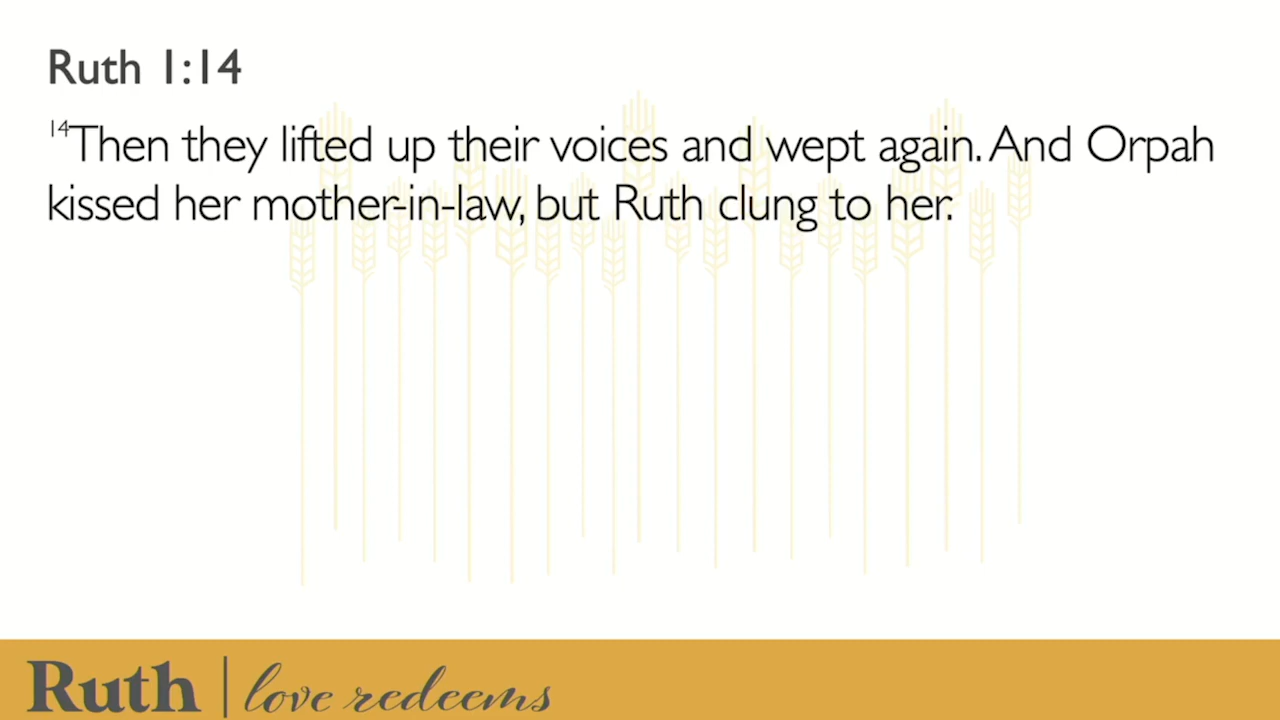 Ruth 1:14
14Then they lifted up their voices and wept again. And Orpah
kissed her mother-in-law, but Ruth clung to her.
Ruth | love redeems